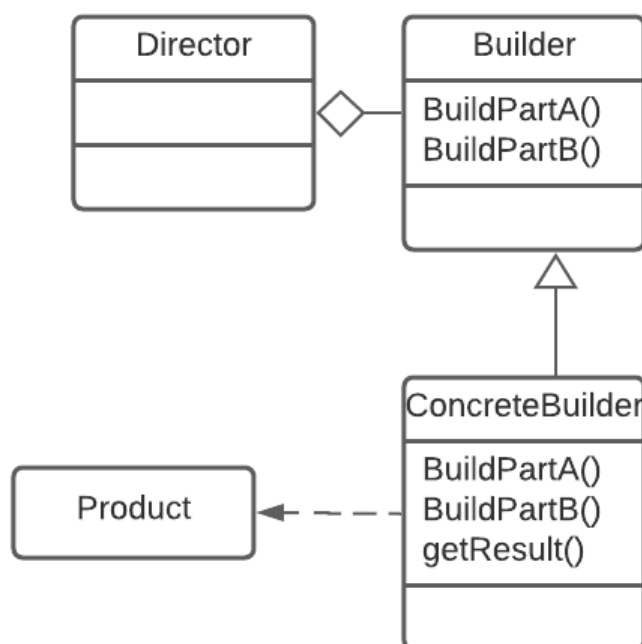 Director
Builder
BuildPartA()
BuildPartB()
ConcreteBuilder
BuildPartA()
BuildPartB()
getResult()
Product